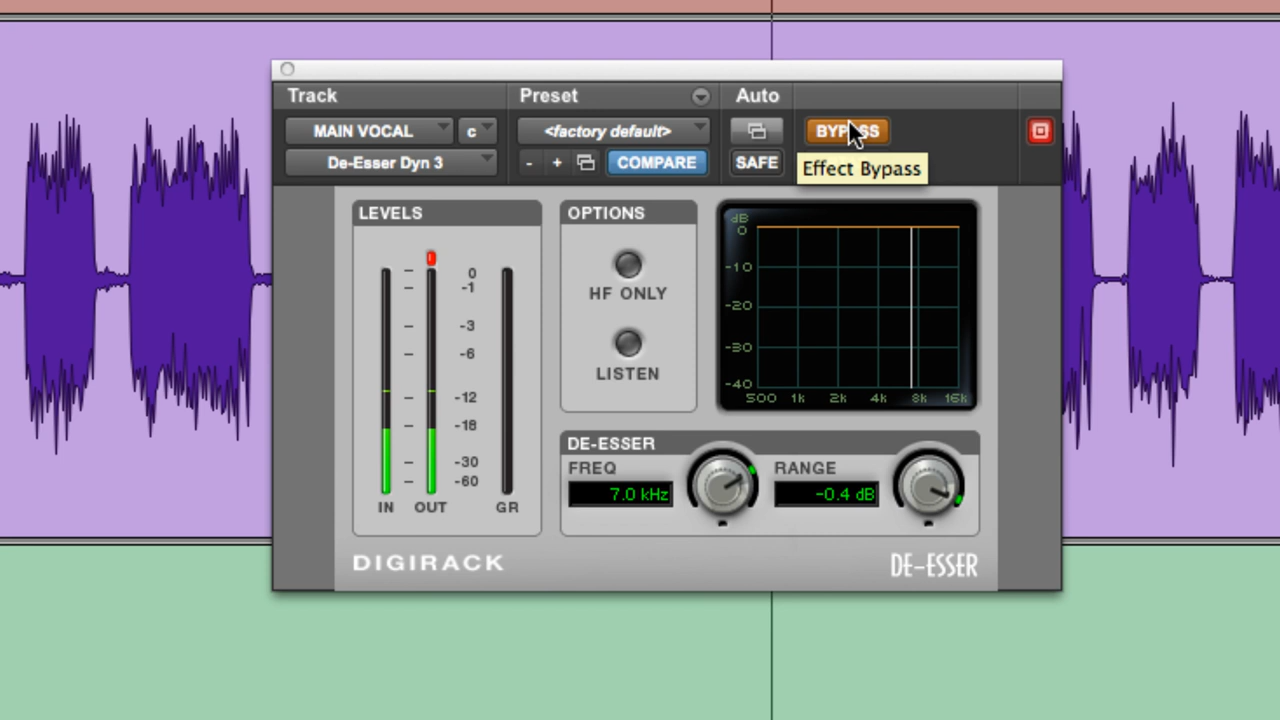 Track Preset Auto
MAIN VOCAL c <factory default>
De-Esser Dyn 3 - + COMPARE SAFE
Effect Bypass
LEVELS
0
-1
-3
-6
-12
-18
-30
-60
IN OUT GR
OPTIONS
HF ONLY
LISTEN
dB
0
-10
-20
-30
-40
500 1k 2k 4k 8k 16k
DE-ESSER
FREQ RANGE
7.0 kHz -0.4 dB
DIGIRACK DE-ESSER